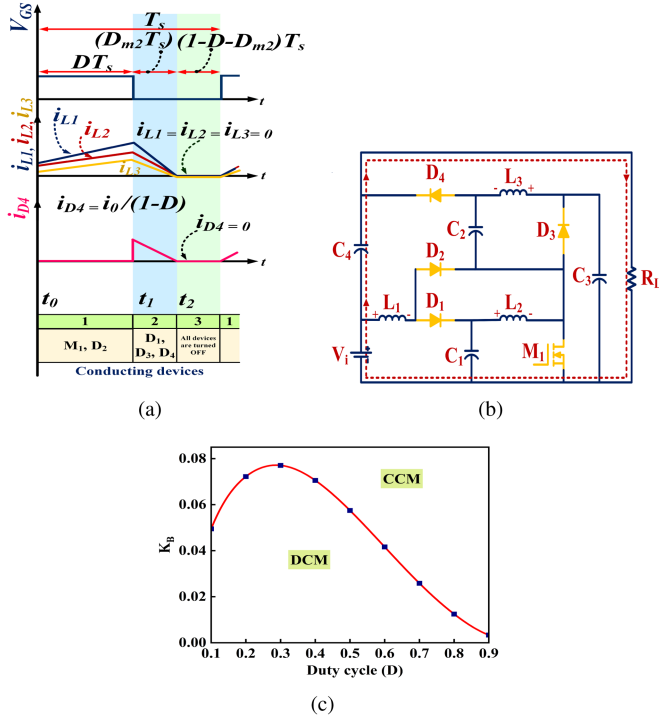 V_GS
T_s
(D_m2T_s)
(1-D-D_m2)T_s
DT_s
t
i_L1, i_L2, i_L3
i_L1
i_L2
i_L3
i_L1 = i_L2 = i_L3 = 0
t
i_D4
i_D4 = i_0/(1-D)
i_D4 = 0
t
t_0 t_1 t_2
1 2 3 1
M_1, D_2
D_1,
D_3, D_4
All devices
are turned
OFF
Conducting devices
(a)
D_4
L_3
- +
C_2
D_3
C_4
D_2
C_3
R_L
L_1
+ -
D_1
L_2
+ -
V_i
C_1
M_1
(b)
0.08
0.06
0.04
0.02
0.00
K_B
CCM
DCM
0.1 0.2 0.3 0.4 0.5 0.6 0.7 0.8 0.9
Duty cycle (D)
(c)